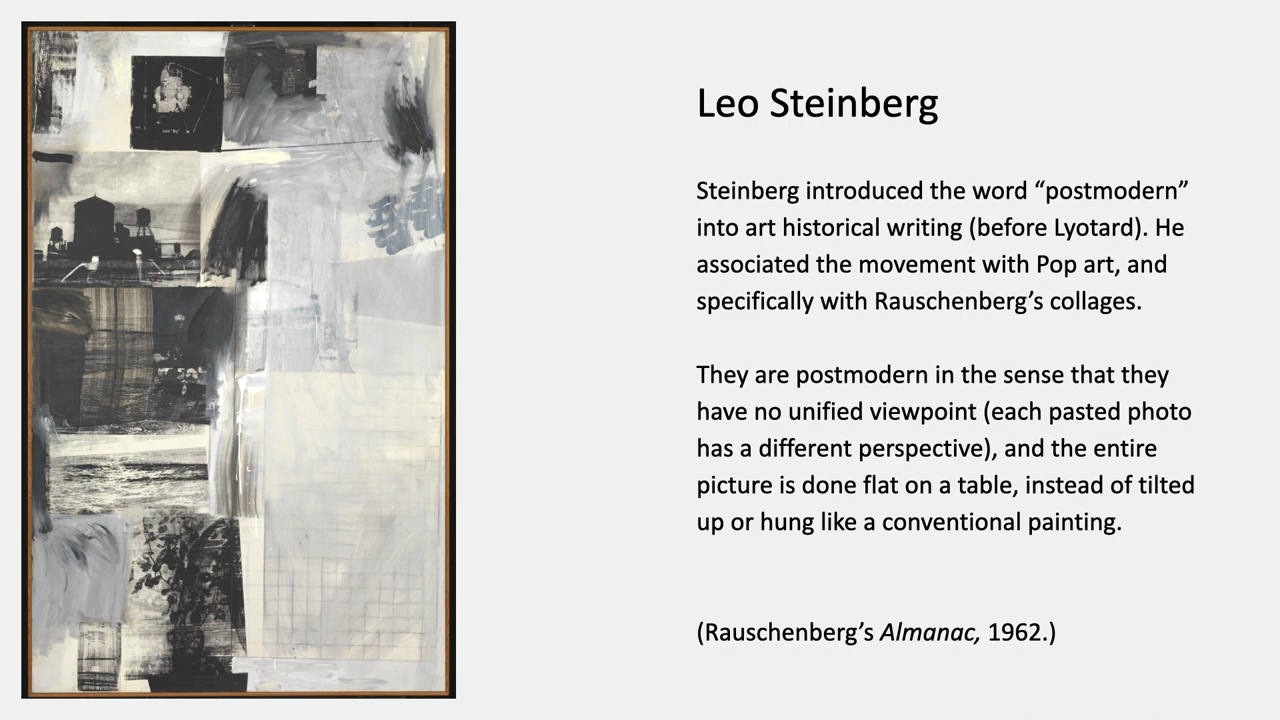 Leo Steinberg
Steinberg introduced the word “postmodern”
into art historical writing (before Lyotard). He
associated the movement with Pop art, and
specifically with Rauschenberg’s collages.
They are postmodern in the sense that they
have no unified viewpoint (each pasted photo
has a different perspective), and the entire
picture is done flat on a table, instead of tilted
up or hung like a conventional painting.
(Rauschenberg’s Almanac, 1962.)